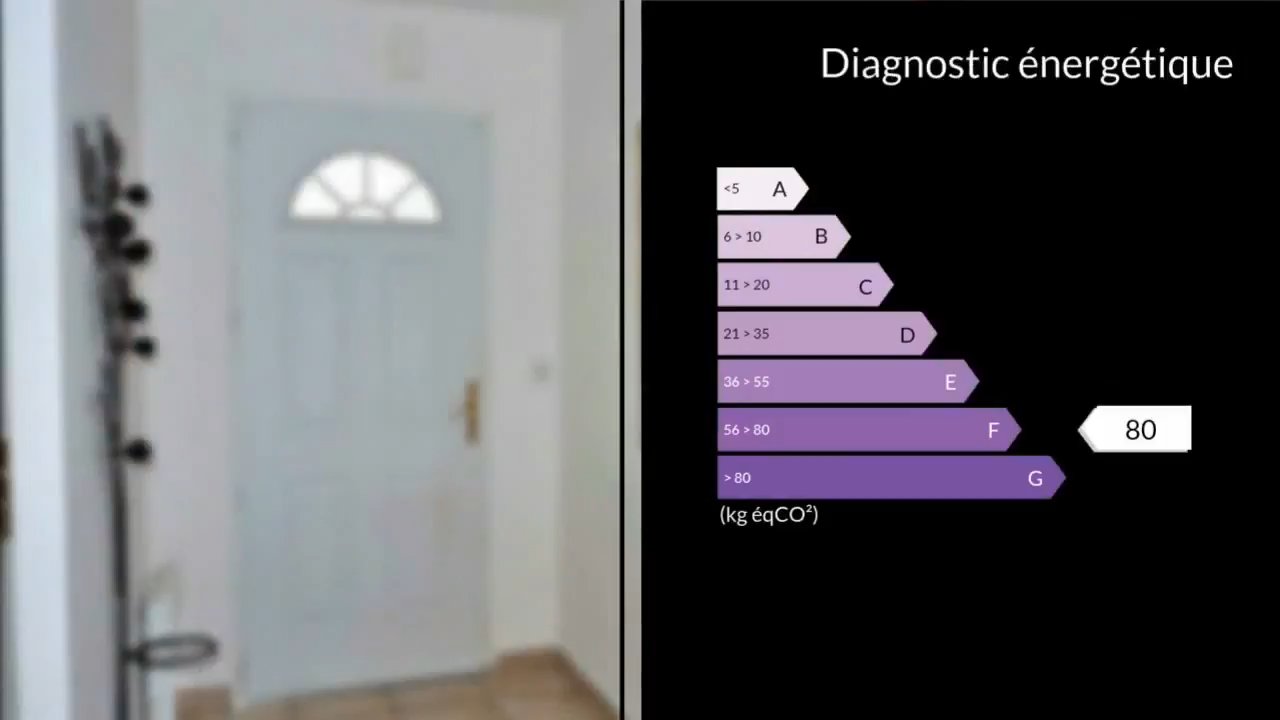 Diagnostic énergétique
<5 A
6 > 10 B
11 > 20 C
21 > 35 D
36 > 55 E
56 > 80 F
80
> 80 G
(kg éqCO²)